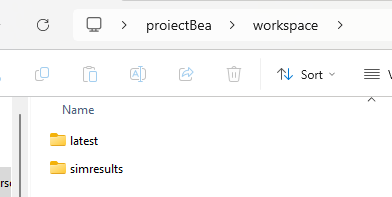 proiectBea > workspace >
Sort
Name
latest
simresults